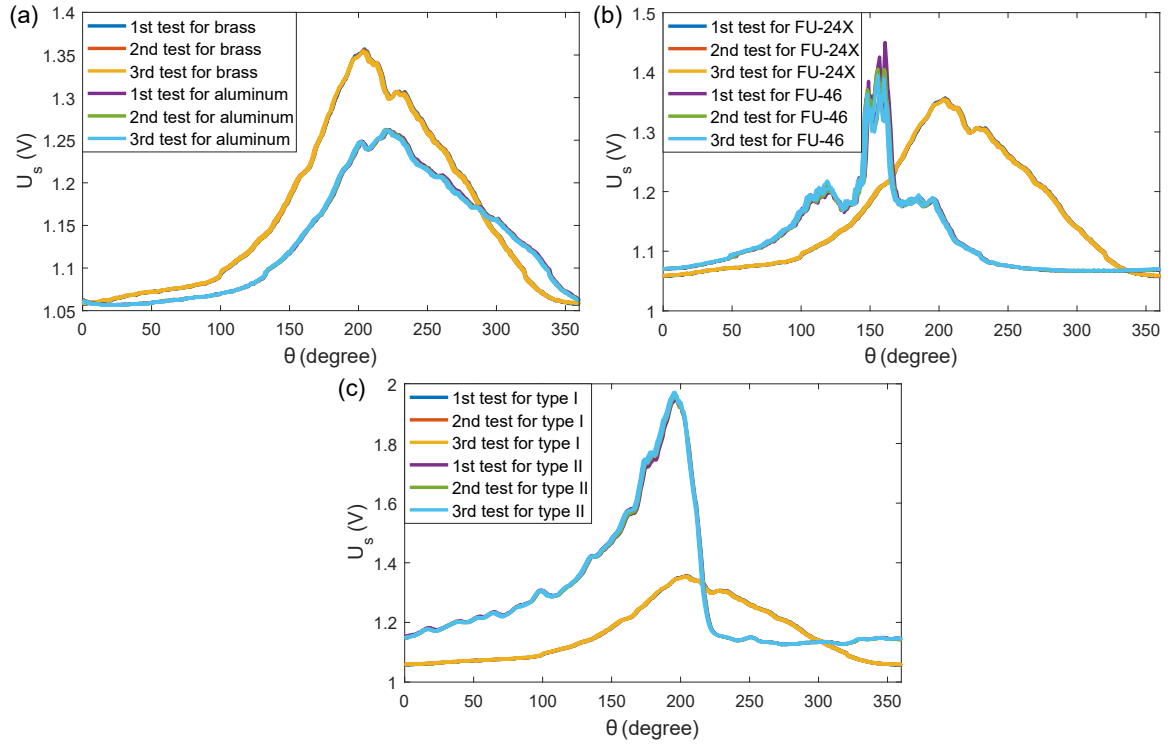 (a)
1.4
1.35
1.3
1.25
1.2
1.15
1.1
1.05
U_s (V)
1st test for brass
2nd test for brass
3rd test for brass
1st test for aluminum
2nd test for aluminum
3rd test for aluminum
0 50 100 150 200 250 300 350
θ (degree)
(b)
1.5
1.4
1.3
1.2
1.1
1
U_s (V)
1st test for FU-24X
2nd test for FU-24X
3rd test for FU-24X
1st test for FU-46
2nd test for FU-46
3rd test for FU-46
0 50 100 150 200 250 300 350
θ (degree)
(c)
2
1.8
1.6
1.4
1.2
1
U_s (V)
1st test for type I
2nd test for type I
3rd test for type I
1st test for type II
2nd test for type II
3rd test for type II
0 50 100 150 200 250 300 350
θ (degree)